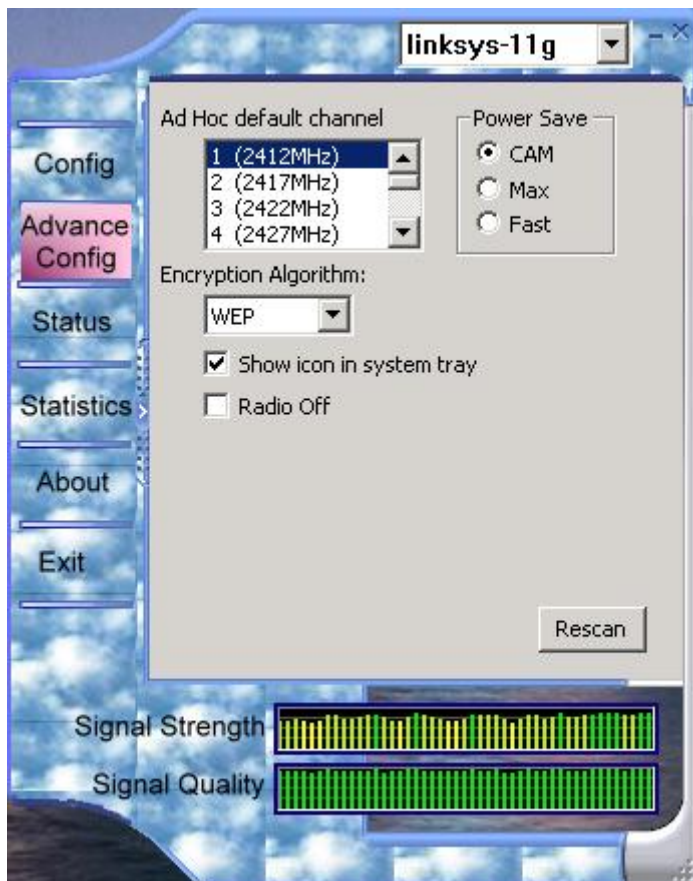 linksys-11g
Ad Hoc default channel
1 (2412MHz)
2 (2417MHz)
3 (2422MHz)
4 (2427MHz)
Power Save
CAM
Max
Fast
Config
Advance
Config
Status
Statistics
About
Exit
Encryption Algorithm:
WEP
Show icon in system tray
Radio Off
Rescan
Signal Strength
Signal Quality